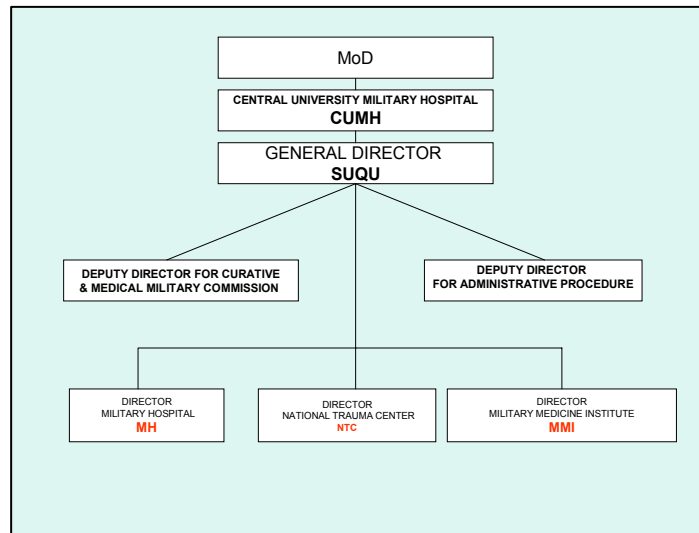 MoD
CENTRAL UNIVERSITY MILITARY HOSPITAL
CUMH
GENERAL DIRECTOR
SUQU
DEPUTY DIRECTOR FOR CURATIVE
& MEDICAL MILITARY COMMISSION
DEPUTY DIRECTOR
FOR ADMINISTRATIVE PROCEDURE
DIRECTOR
MILITARY HOSPITAL
MH
DIRECTOR
NATIONAL TRAUMA CENTER
NTC
DIRECTOR
MILITARY MEDICINE INSTITUTE
MMI